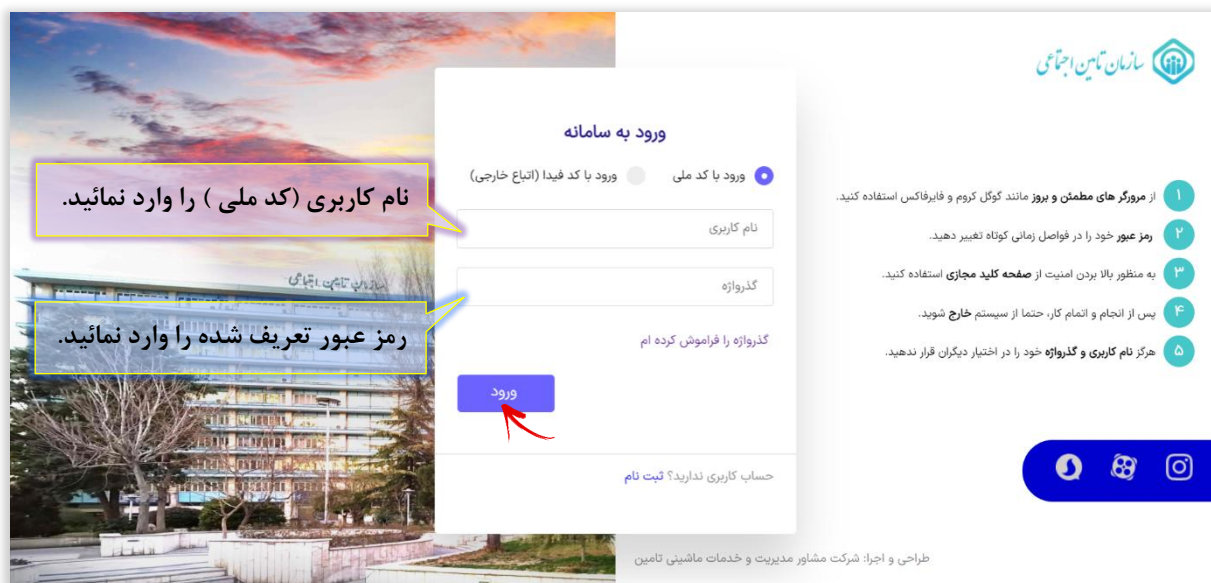 سازمان تامین اجتماعی
ورود به سامانه
ورود با کد ملی
ورود با کد فیدا (اتباع خارجی)
نام کاربری (کد ملی ) را وارد نمائید.
نام کاربری
سازمان تامین اجتماعی
گذرواژه
رمز عبور تعریف شده را وارد نمائید.
گذرواژه را فراموش کرده ام
ورود
حساب کاربری ندارید؟ ثبت نام
۱ از مرورگر های مطمئن و بروز مانند گوگل کروم و فایرفاکس استفاده کنید.
۲ رمز عبور خود را در فواصل زمانی کوتاه تغییر دهید.
۳ به منظور بالا بردن امنیت از صفحه کلید مجازی استفاده کنید.
۴ پس از انجام و اتمام کار، حتما از سیستم خارج شوید.
۵ هرگز نام کاربری و گذرواژه خود را در اختیار دیگران قرار ندهید.
طراحی و اجرا: شرکت مشاور مدیریت و خدمات ماشینی تامین